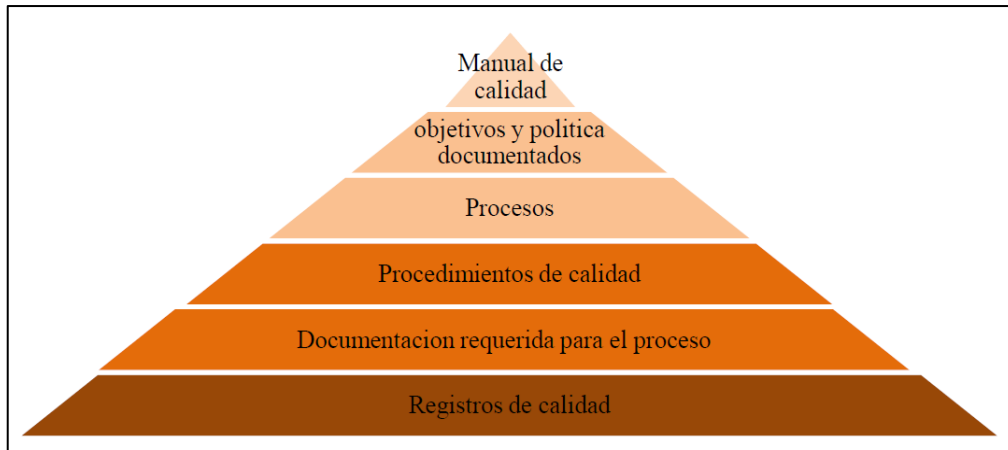 Manual de
calidad
objetivos y politica
documentados
Procesos
Procedimientos de calidad
Documentacion requerida para el proceso
Registros de calidad